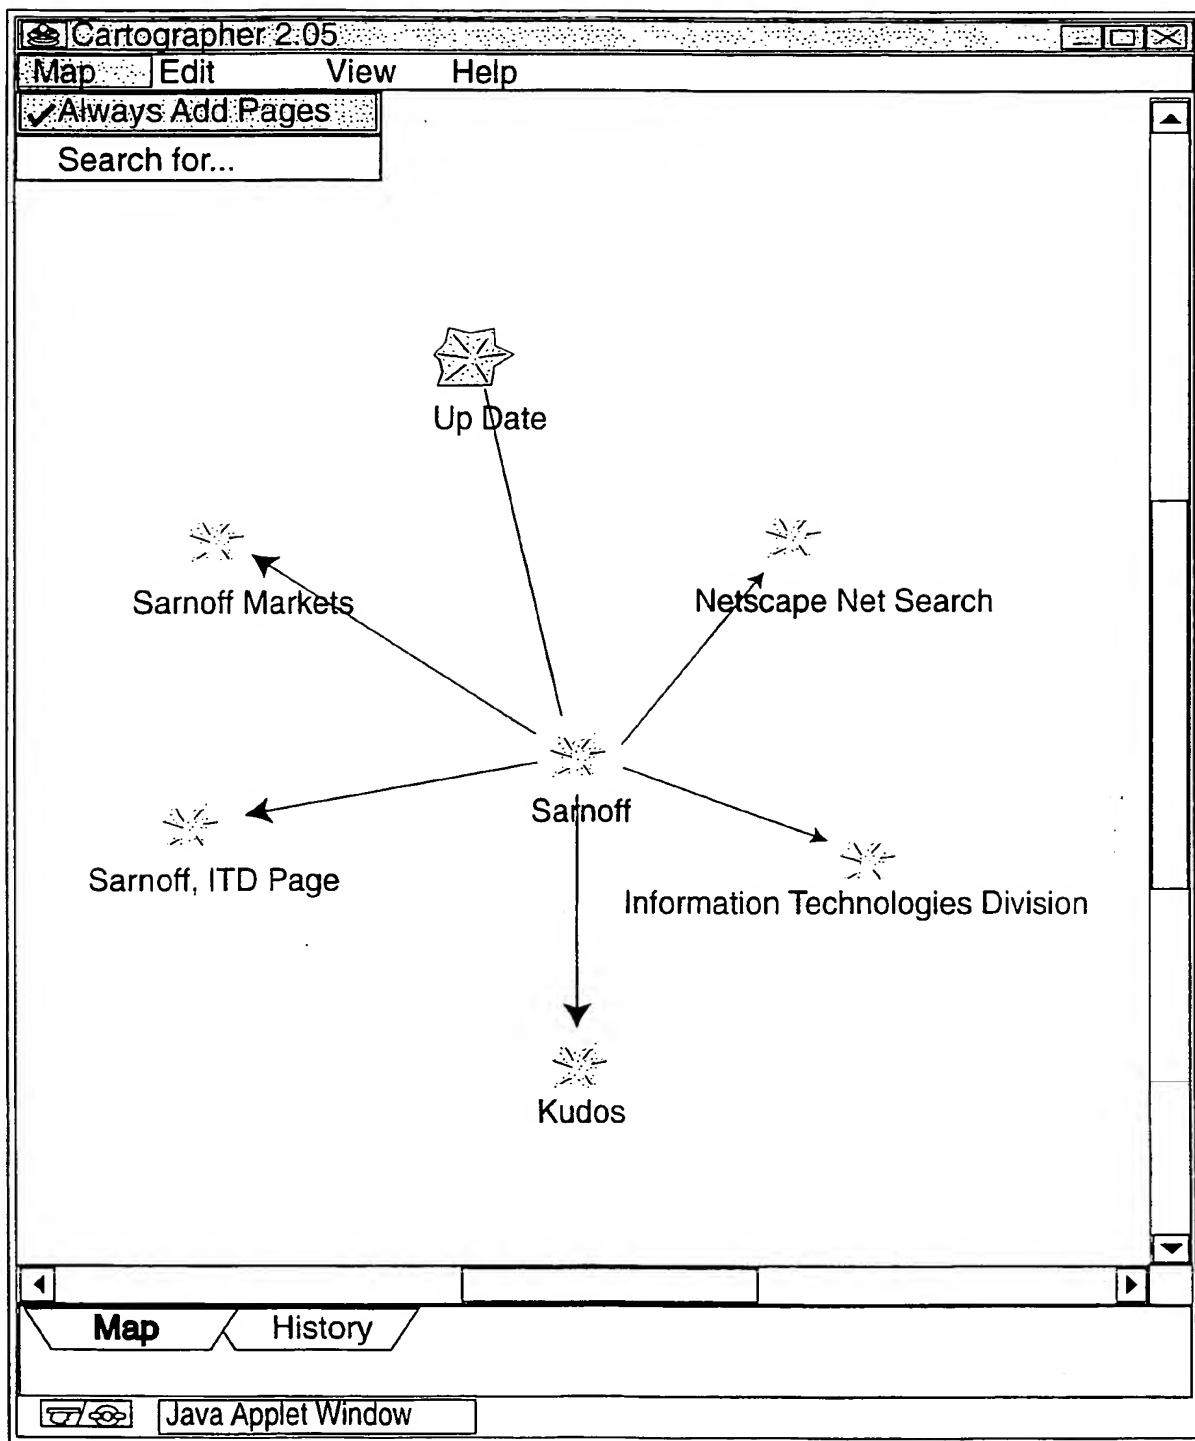 Cartographer 2.05
Map Edit View Help
Always Add Pages
Search for...
Up Date
Sarnoff Markets
Netscape Net Search
Sarnoff
Sarnoff, ITD Page
Information Technologies Division
Kudos
Map History
Java Applet Window